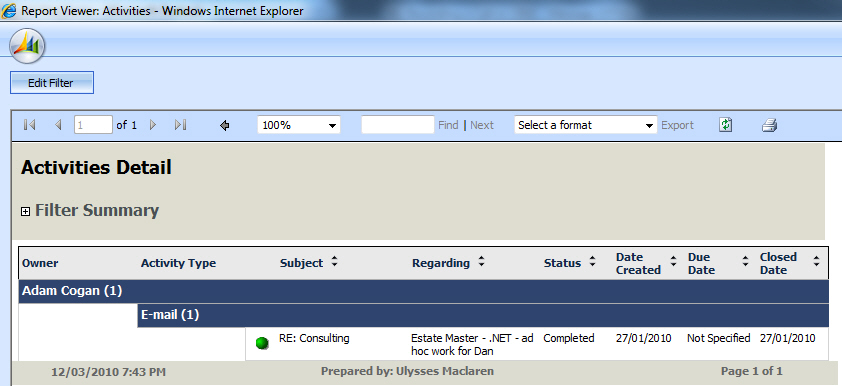 Report Viewer: Activities - Windows Internet Explorer
Edit Filter
1 of 1 100% Find | Next Select a format Export
Activities Detail
Filter Summary
Owner Activity Type Subject Regarding Status Date Created Due Date Closed Date
Adam Cogan (1)
E-mail (1)
RE: Consulting Estate Master - .NET - ad Completed 27/01/2010 Not Specified 27/01/2010
hoc work for Dan
12/03/2010 7:43 PM Prepared by: Ulysses Maclaren Page 1 of 1